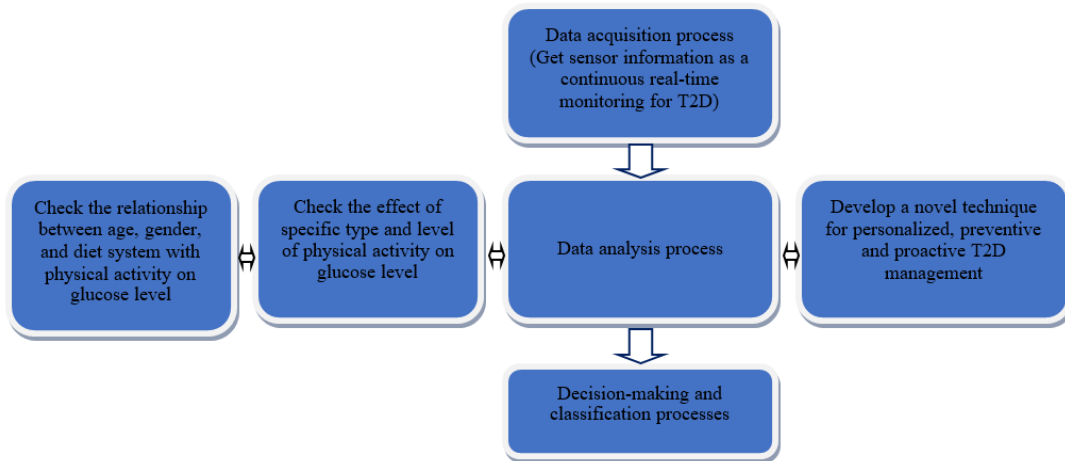 Data acquisition process
(Get sensor information as a
continuous real-time
monitoring for T2D)
Check the relationship
between age, gender,
and diet system with
physical activity on
glucose level
Check the effect of
specific type and level
of physical activity on
glucose level
Data analysis process
Develop a novel technique
for personalized, preventive
and proactive T2D
management
Decision-making and
classification processes